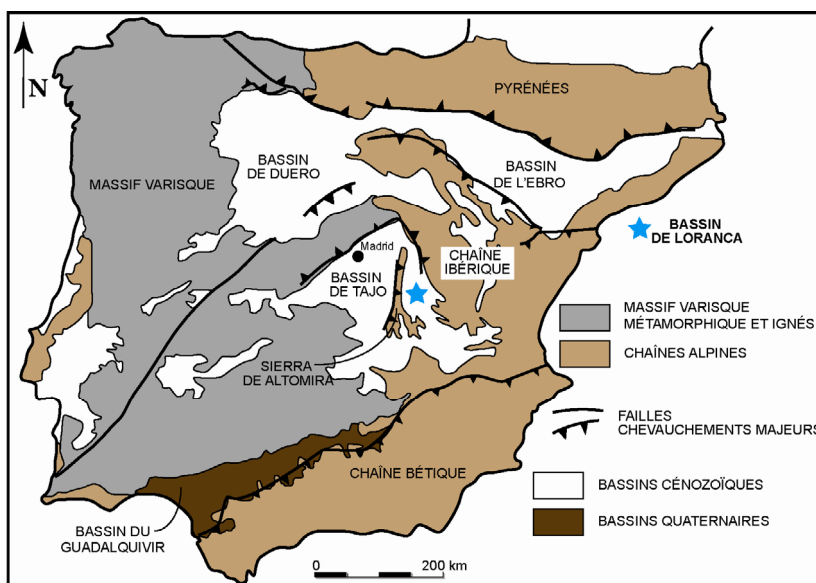 N
PYRÉNÉES
BASSIN
DE DUERO
BASSIN
DE L'EBRO
MASSIF VARISQUE
BASSIN
DE LORANCA
Madrid
CHAÎNE
IBÉRIQUE
BASSIN
DE TAJO
MASSIF VARISQUE
MÉTAMORPHIQUE ET IGNÉS
CHAÎNES ALPINES
SIERRA
DE ALTOMIRA
FAILLES
CHEVAUCHEMENTS MAJEURS
CHAÎNE BÉTIQUE
BASSINS CÉNOZOÏQUES
BASSINS QUATERNAIRES
BASSIN DU
GUADALQUIVIR
0 200 km